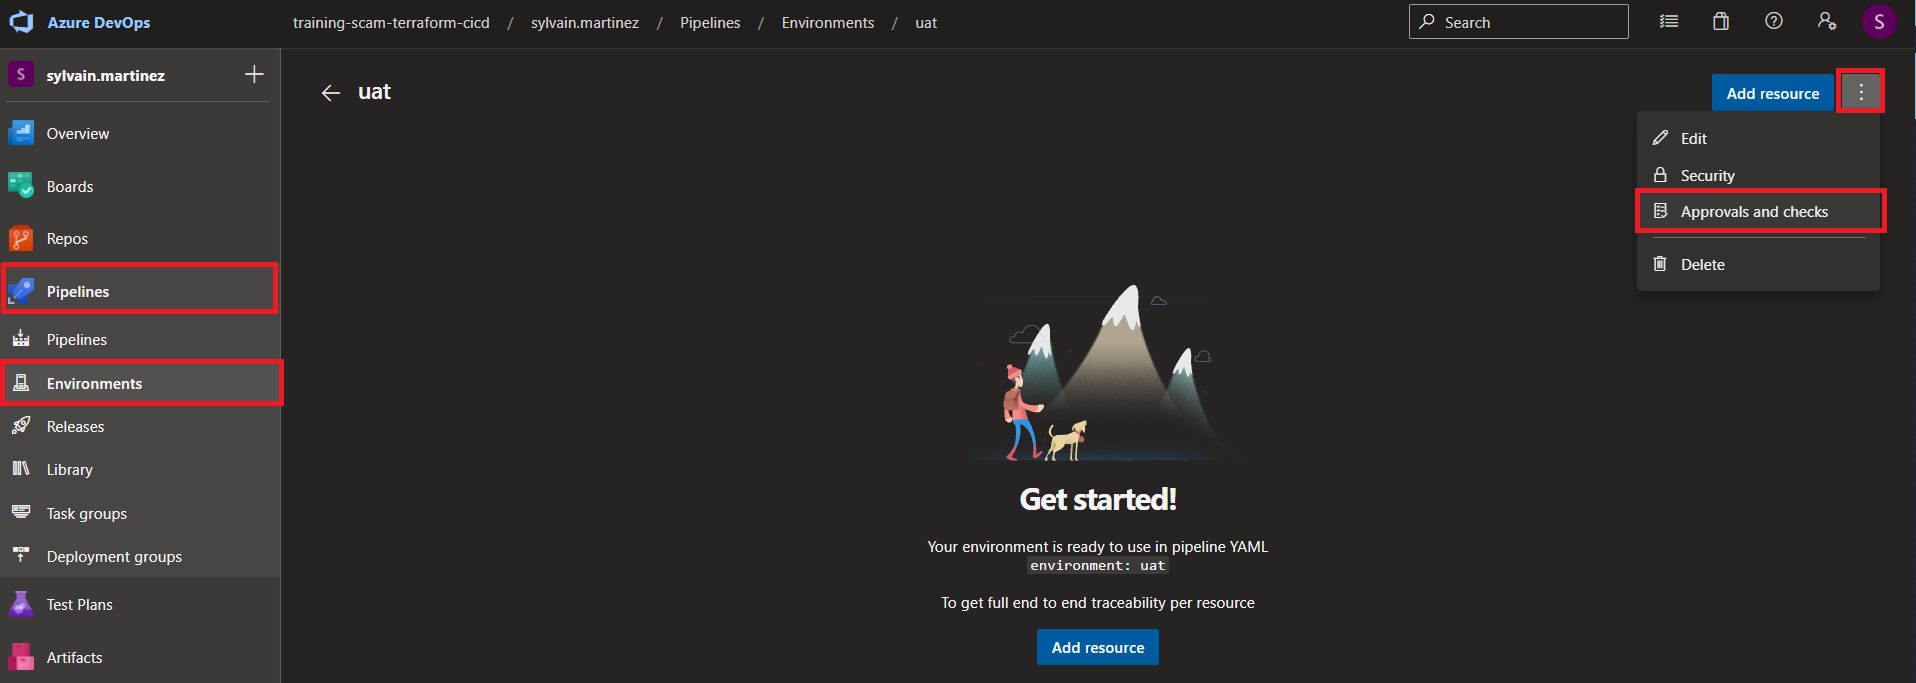 Azure DevOps
training-scam-terraform-cicd / sylvain.martinez / Pipelines / Environments / uat
Search
S
S sylvain.martinez
Overview
Boards
Repos
Pipelines
Pipelines
Environments
Releases
Library
Task groups
Deployment groups
Test Plans
Artifacts
uat
Add resource
Edit
Security
Approvals and checks
Delete
Get started!
Your environment is ready to use in pipeline YAML
environment: uat
To get full end to end traceability per resource
Add resource